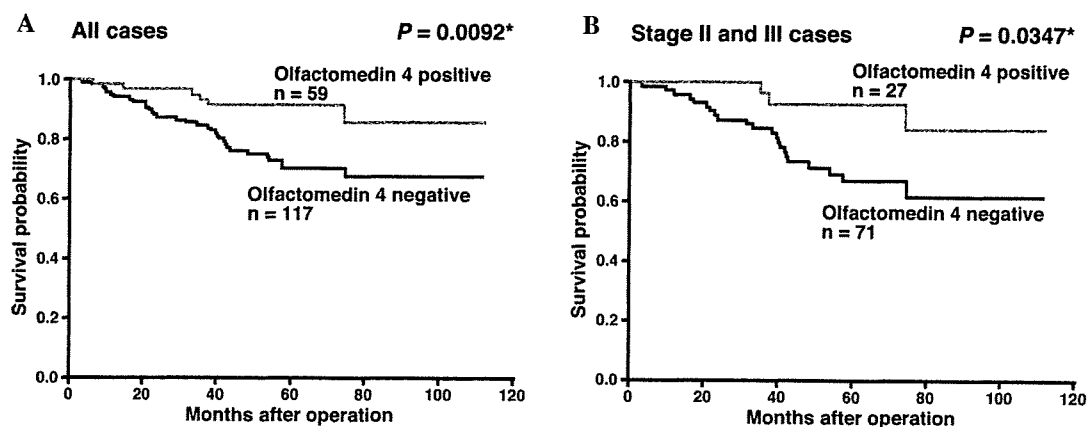 A
All cases
P = 0.0092*
Olfactomedin 4 positive
n = 59
Olfactomedin 4 negative
n = 117
Survival probability
1.0
0.8
0.6
0.4
0.2
0.0
0 20 40 60 80 100 120
Months after operation
B
Stage II and III cases
P = 0.0347*
Olfactomedin 4 positive
n = 27
Olfactomedin 4 negative
n = 71
Survival probability
1.0
0.8
0.6
0.4
0.2
0.0
0 20 40 60 80 100 120
Months after operation